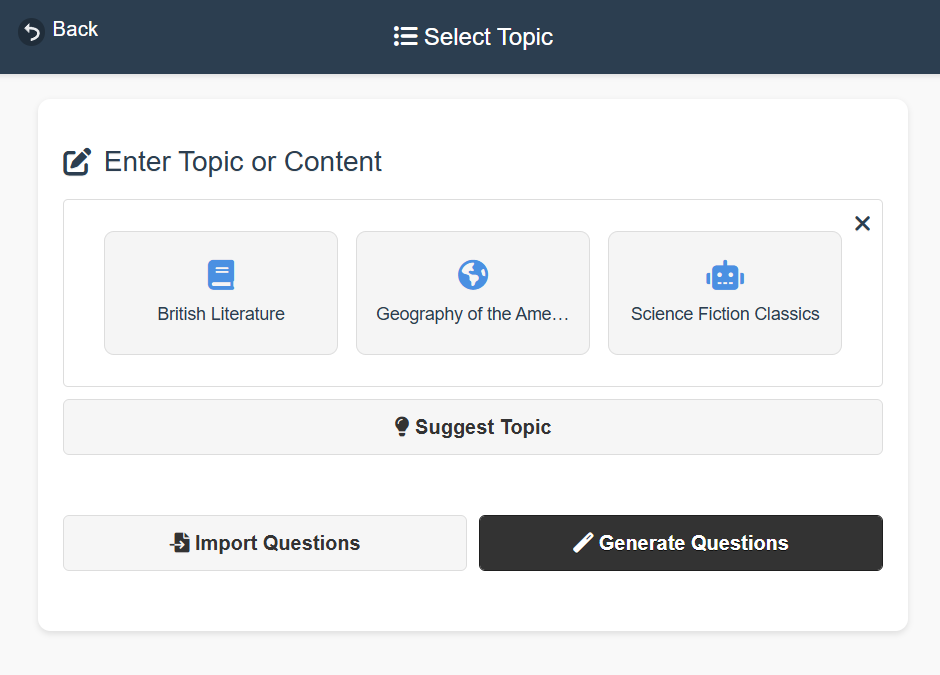 Back
Select Topic
Enter Topic or Content
British Literature
Geography of the Ame…
Science Fiction Classics
Suggest Topic
Import Questions
Generate Questions